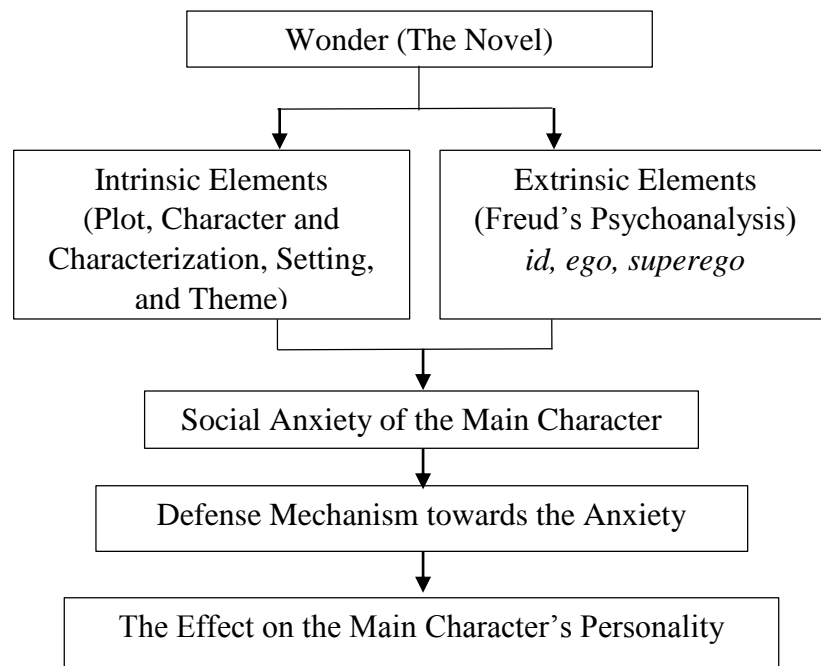 Wonder (The Novel)
Intrinsic Elements
(Plot, Character and
Characterization, Setting,
and Theme)
Extrinsic Elements
(Freud’s Psychoanalysis)
id, ego, superego
Social Anxiety of the Main Character
Defense Mechanism towards the Anxiety
The Effect on the Main Character’s Personality